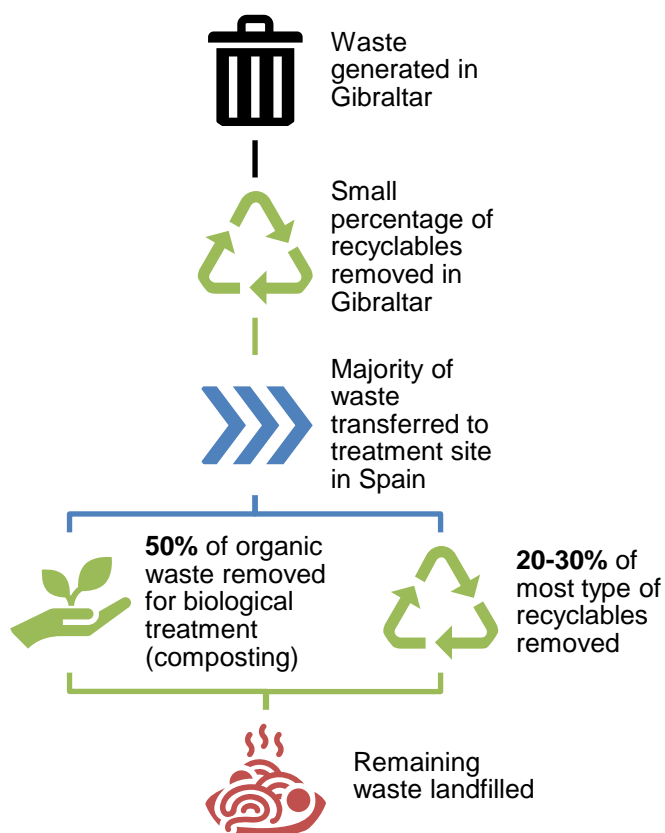 Waste
generated in
Gibraltar
Small
percentage of
recyclables
removed in
Gibraltar
Majority of
waste
transferred to
treatment site
in Spain
50% of organic
waste removed
for biological
treatment
(composting)
20-30% of
most type of
recyclables
removed
Remaining
waste landfilled